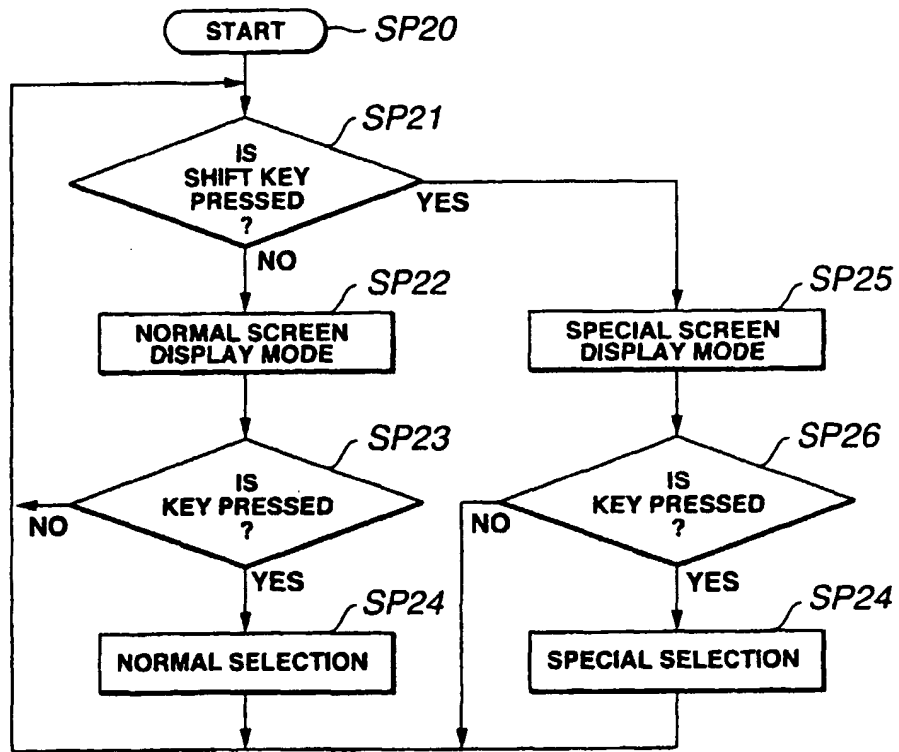 START
SP20
SP21
IS
SHIFT KEY
PRESSED
?
YES
NO
SP22
NORMAL SCREEN
DISPLAY MODE
SP25
SPECIAL SCREEN
DISPLAY MODE
SP23
IS
KEY PRESSED
?
NO
YES
SP26
IS
KEY PRESSED
?
NO
YES
SP24
NORMAL SELECTION
SP24
SPECIAL SELECTION